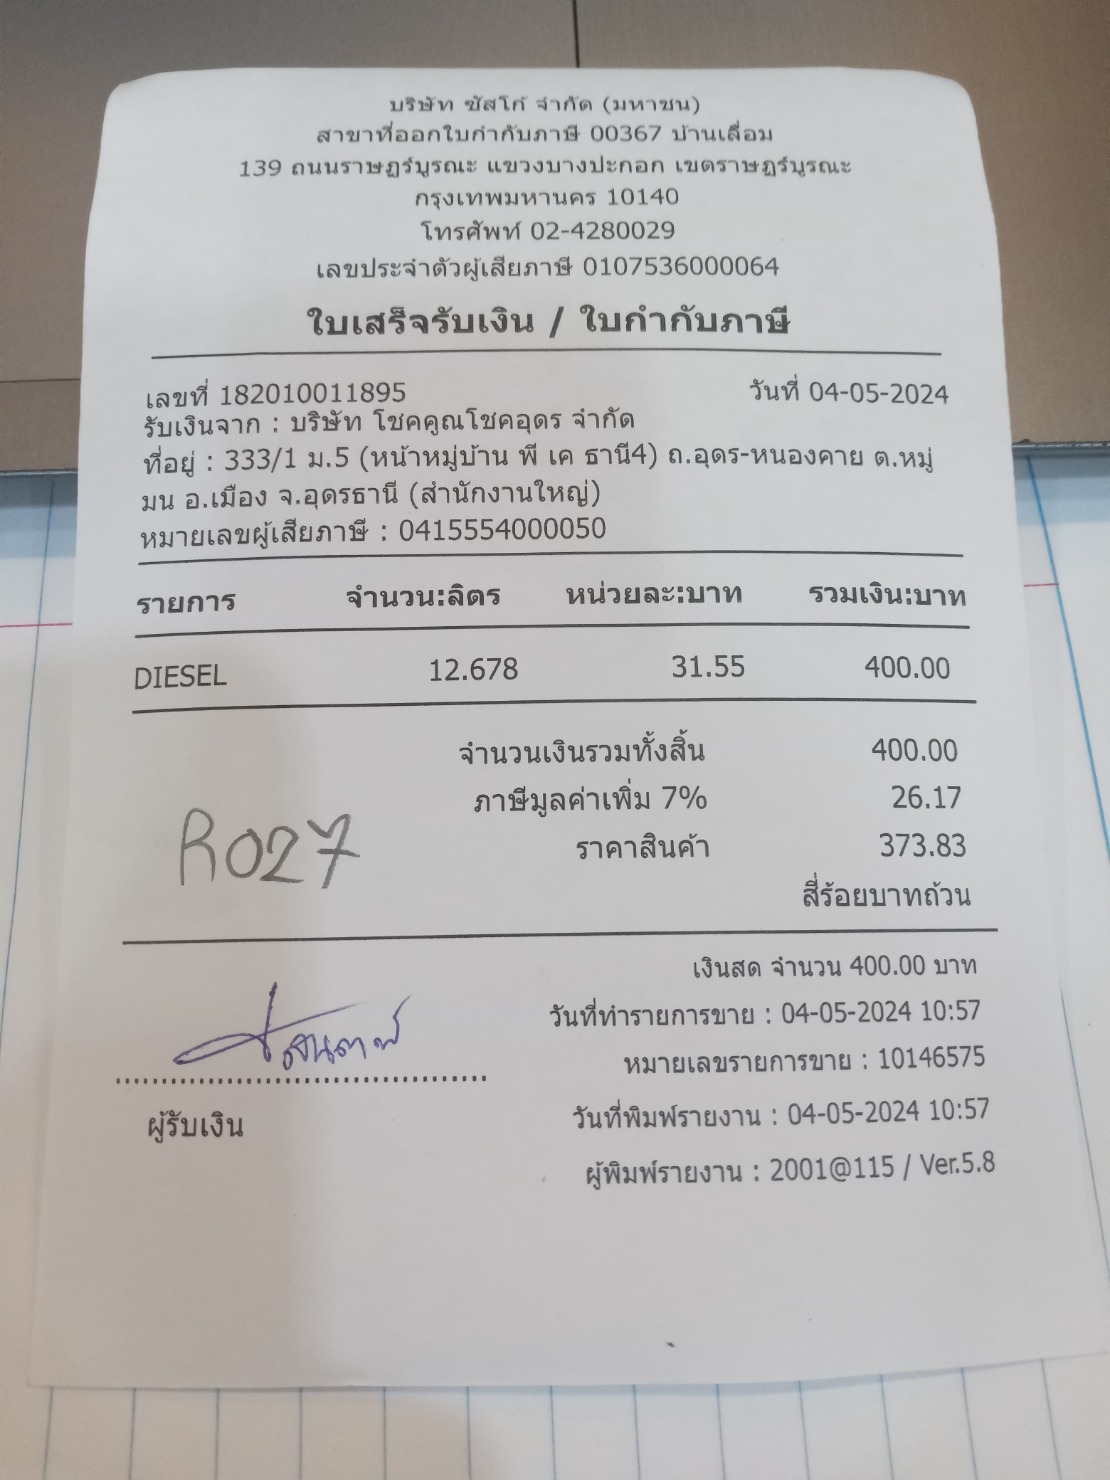 บริษัท ซัสโก้ จำกัด (มหาชน)
สาขาที่ออกใบกำกับภาษี 00367 บ้านเลื่อม
139 ถนนราษฎร์บูรณะ แขวงบางปะกอก เขตราษฎร์บูรณะ
กรุงเทพมหานคร 10140
โทรศัพท์ 02-4280029
เลขประจำตัวผู้เสียภาษี 0107536000064
ใบเสร็จรับเงิน / ใบกำกับภาษี
เลขที่ 182010011895 วันที่ 04-05-2024
รับเงินจาก : บริษัท โชคคูณโชคอุดร จำกัด
ที่อยู่ : 333/1 ม.5 (หน้าหมู่บ้าน พี เค ธานี4) ถ.อุดร-หนองคาย ต.หมู่
มน อ.เมือง จ.อุดรธานี (สำนักงานใหญ่)
หมายเลขผู้เสียภาษี : 0415554000050
รายการ จำนวน:ลิตร หน่วยละ:บาท รวมเงิน:บาท
DIESEL 12.678 31.55 400.00
จำนวนเงินรวมทั้งสิ้น 400.00
ภาษีมูลค่าเพิ่ม 7% 26.17
R027
ราคาสินค้า 373.83
สี่ร้อยบาทถ้วน
เงินสด จำนวน 400.00 บาท
วันที่ทำรายการขาย : 04-05-2024 10:57
หมายเลขรายการขาย : 10146575
ผู้รับเงิน
วันที่พิมพ์รายงาน : 04-05-2024 10:57
ผู้พิมพ์รายงาน : 2001@115 / Ver.5.8